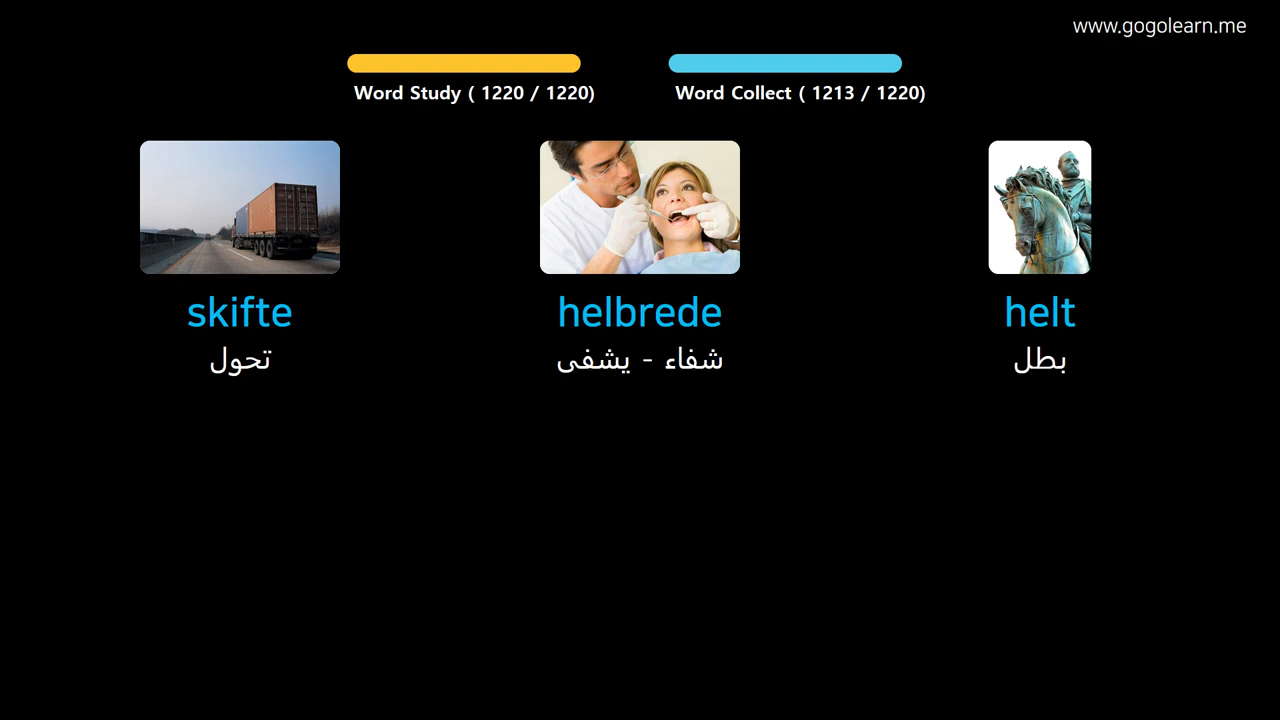 www.gogolearn.me
Word Study ( 1220 / 1220)
Word Collect ( 1213 / 1220)
skifte
تحول
helbrede
شفاء - يشفى
helt
بطل